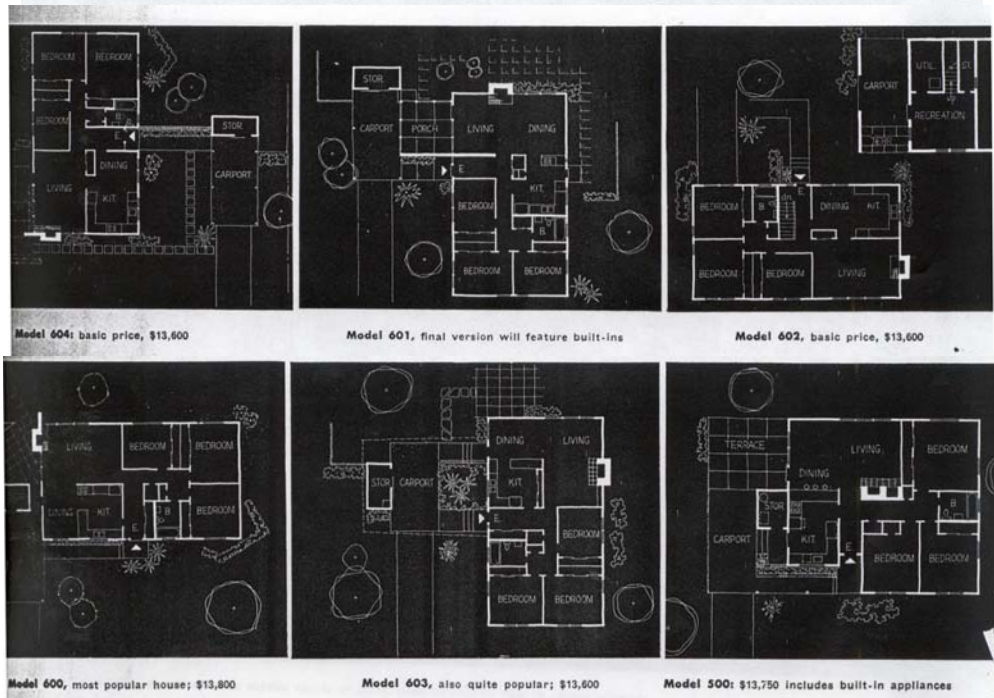 BEDROOM BEDROOM
BEDROOM
DINING
LIVING
KIT.
STOR.
CARPORT
Model 604: basic price, $13,600
STOR.
CARPORT
PORCH
LIVING
DINING
E.
KIT.
BEDROOM
B.
BEDROOM BEDROOM
Model 601, final version will feature built-ins
CARPORT
UTIL.
ST.
RECREATION
BEDROOM
B.
dn.
E.
DINING
KIT.
BEDROOM BEDROOM LIVING
Model 602, basic price, $13,600
LIVING
BEDROOM BEDROOM
DINING
KIT.
E.
B.
BEDROOM
Model 600, most popular house; $13,800
DINING LIVING
STOR.
CARPORT
KIT.
E.
BEDROOM
BEDROOM BEDROOM
Model 603, also quite popular; $13,600
TERRACE
LIVING
BEDROOM
DINING
STOR.
B.
CARPORT
KIT.
E.
BEDROOM BEDROOM
Model 500: $13,750 includes built-in appliances